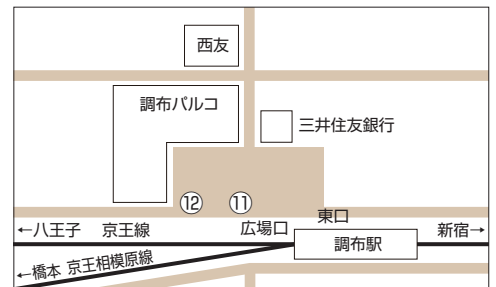 西友
調布パルコ
三井住友銀行
⑫
⑪
東口
広場口
←八王子 京王線
新宿→
調布駅
←橋本 京王相模原線